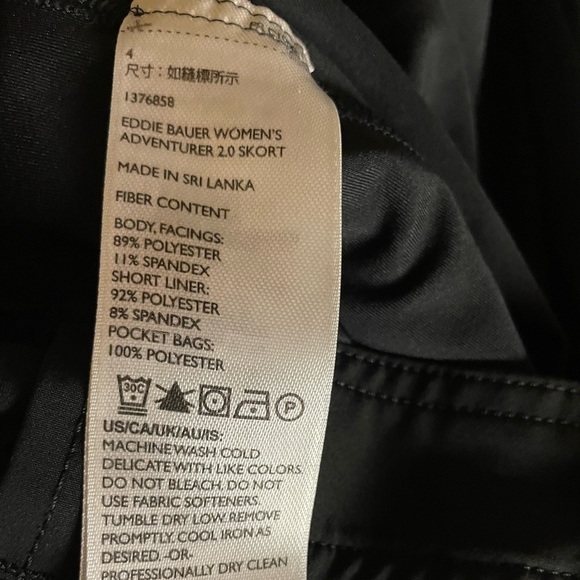 4
尺寸：如縫標所示
1376858
EDDIE BAUER WOMEN'S
ADVENTURER 2.0 SKORT
MADE IN SRI LANKA
FIBER CONTENT
BODY, FACINGS:
89% POLYESTER
11% SPANDEX
SHORT LINER:
92% POLYESTER
8% SPANDEX
POCKET BAGS:
100% POLYESTER
30C P
US/CA/UK/AU/IS:
MACHINE WASH COLD
DELICATE WITH LIKE COLORS.
DO NOT BLEACH. DO NOT
USE FABRIC SOFTENERS.
TUMBLE DRY LOW. REMOVE
PROMPTLY. COOL IRON AS
DESIRED. -OR-
PROFESSIONALLY DRY CLEAN